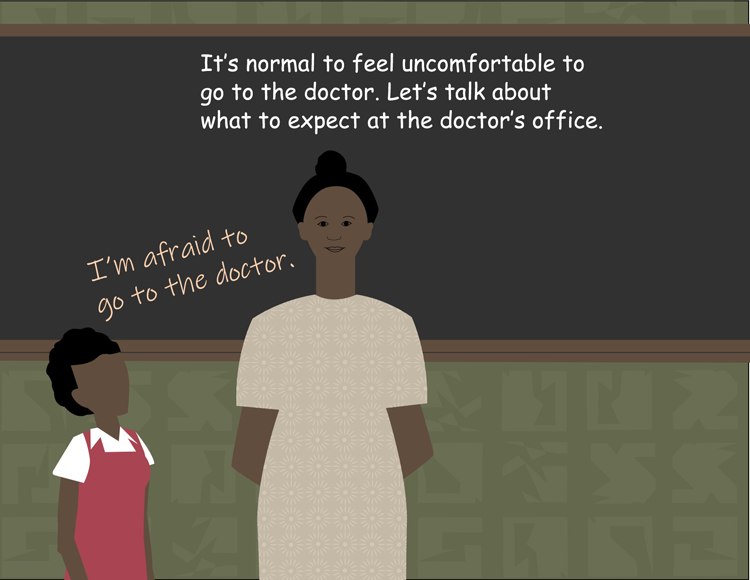 It's normal to feel uncomfortable to
go to the doctor. Let's talk about
what to expect at the doctor's office.
I'm afraid to
go to the doctor.